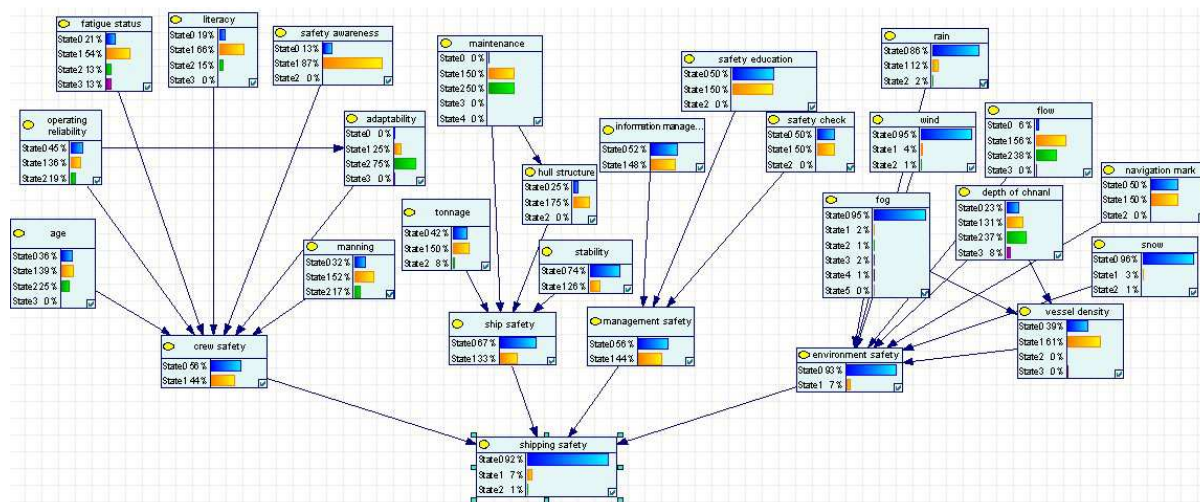 fatigue status
State0 21%
State1 54%
State2 13%
State3 13%
literacy
State0 19%
State1 66%
State2 15%
State3 0%
safety awareness
State0 13%
State1 87%
State2 0%
maintenance
State0 0%
State1 50%
State2 50%
State3 0%
State4 0%
safety education
State0 50%
State1 50%
State2 0%
rain
State0 86%
State1 12%
State2 2%
operating
reliability
State0 45%
State1 36%
State2 19%
adaptability
State0 0%
State1 25%
State2 75%
State3 0%
information manage...
State0 52%
State1 48%
safety check
State0 50%
State1 50%
State2 0%
wind
State0 95%
State1 4%
State2 1%
flow
State0 6%
State1 56%
State2 38%
State3 0%
hull structure
State0 25%
State1 75%
State2 0%
navigation mark
State0 50%
State1 50%
State2 0%
fog
State0 95%
State1 2%
State2 1%
State3 2%
State4 1%
State5 0%
depth of chnanl
State0 23%
State1 31%
State2 37%
State3 8%
age
State0 36%
State1 39%
State2 25%
State3 0%
manning
State0 32%
State1 52%
State2 17%
tonnage
State0 42%
State1 50%
State2 8%
stability
State0 74%
State1 26%
snow
State0 96%
State1 3%
State2 1%
crew safety
State0 56%
State1 44%
ship safety
State0 67%
State1 33%
management safety
State0 56%
State1 44%
environment safety
State0 93%
State1 7%
vessel density
State0 39%
State1 61%
State2 0%
State3 0%
shipping safety
State0 92%
State1 7%
State2 1%